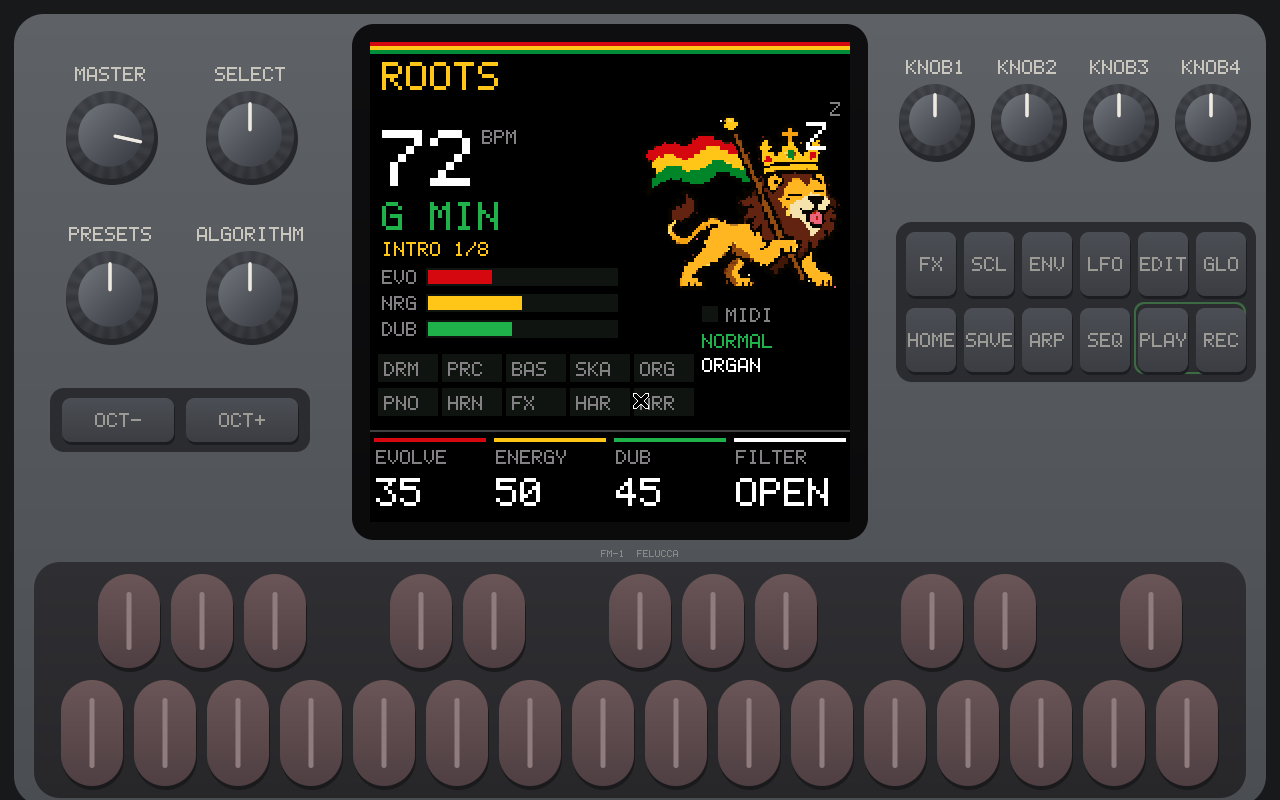 MASTER SELECT
PRESETS ALGORITHM
OCT- OCT+
ROOTS
Z
Z
72 BPM
G MIN
INTRO 1/8
EVO
NRG
DUB
MIDI
NORMAL
ORGAN
DRM PRC BAS SKA ORG
PNO HRN FX HAR
EVOLVE ENERGY DUB FILTER
35 50 45 OPEN
KNOB1 KNOB2 KNOB3 KNOB4
FX SCL ENV LFO EDIT GLO
HOME SAVE ARP SEQ PLAY REC
FM-1 FELUCCA